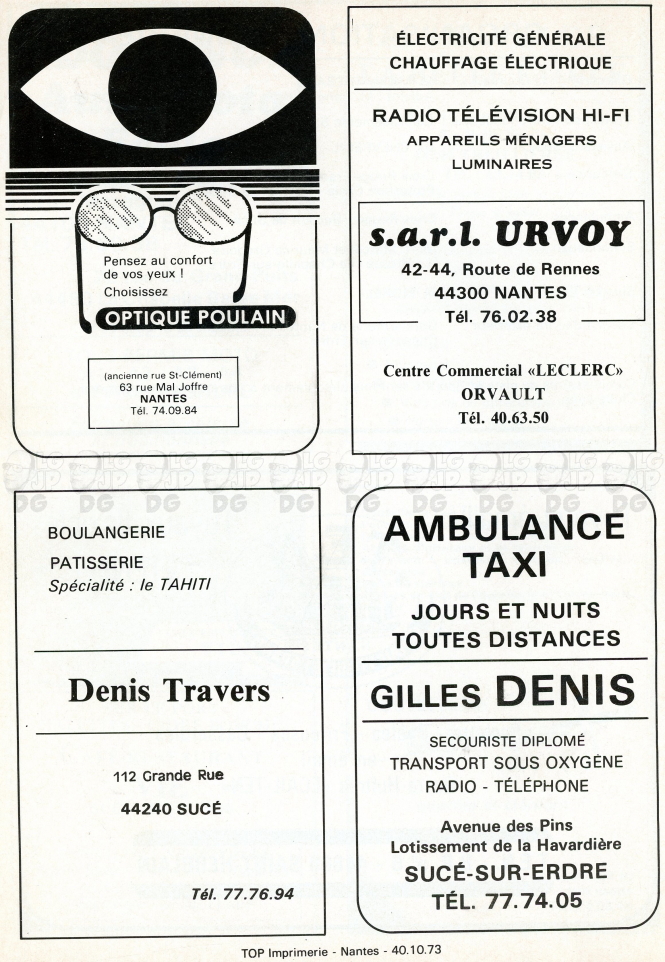 Pensez au confort
de vos yeux !
Choisissez
OPTIQUE POULAIN
(ancienne rue St-Clément)
63 rue Mal Joffre
NANTES
Tél. 74.09.84
ÉLECTRICITÉ GÉNÉRALE
CHAUFFAGE ÉLECTRIQUE
RADIO TÉLÉVISION HI-FI
APPAREILS MÉNAGERS
LUMINAIRES
s.a.r.l. URVOY
42-44, Route de Rennes
44300 NANTES
Tél. 76.02.38
Centre Commercial «LECLERC»
ORVAULT
Tél. 40.63.50
BOULANGERIE
PATISSERIE
Spécialité : le TAHITI
Denis Travers
112 Grande Rue
44240 SUCÉ
Tél. 77.76.94
AMBULANCE
TAXI
JOURS ET NUITS
TOUTES DISTANCES
GILLES DENIS
SECOURISTE DIPLOMÉ
TRANSPORT SOUS OXYGÈNE
RADIO - TÉLÉPHONE
Avenue des Pins
Lotissement de la Havardière
SUCÉ-SUR-ERDRE
TÉL. 77.74.05
TOP Imprimerie - Nantes - 40.10.73